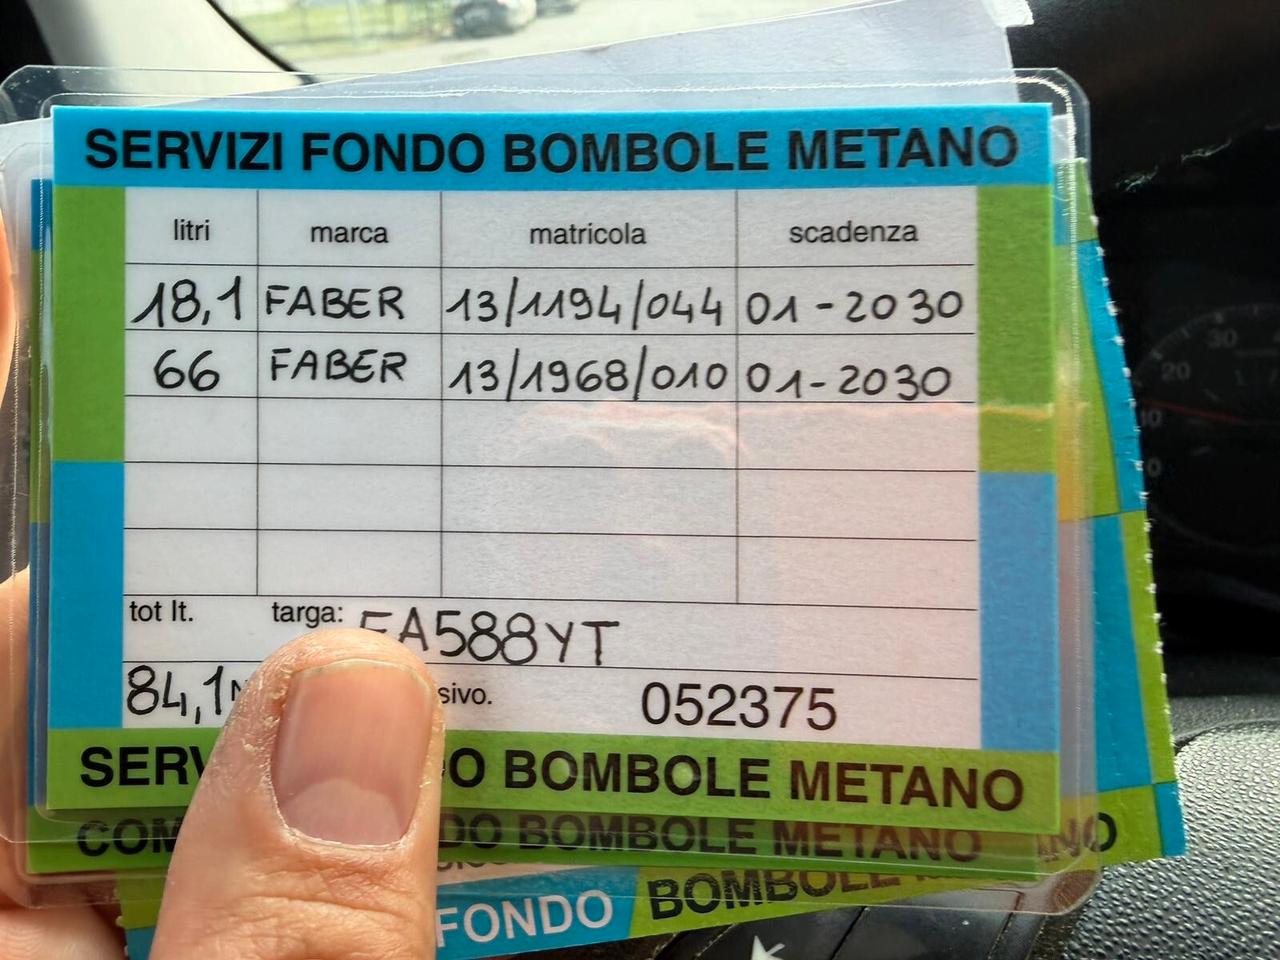 SERVIZI FONDO BOMBOLE METANO
litri marca matricola scadenza
18,1 FABER 13/1194/044 01-2030
66 FABER 13/1968/010 01-2030
tot lt. targa: EA588YT
84,1 052375
BOMBOLE METANO
BOMBOLE METANO
FONDO BOMBOLE